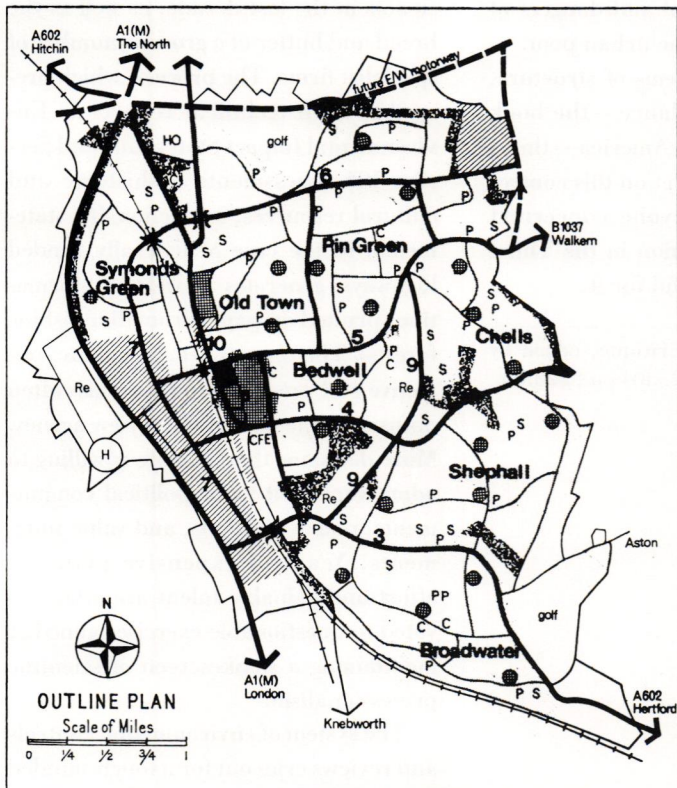 A602
Hitchin
A1(M)
The North
future E/W motorway
HO
golf
S
P
P
S
P
6
P
P
S
C
P
S
P
S
P
Symonds
Green
S
S
Pin Green
C
P
P
P
B1037
Walkern
Old Town
P
S
P
S
P
S
P
7
10
5
Bedwell
9
Chells
S
P
Re
C
P
4
C
Re
S
S
H
CFE
S
P
S
Shephall
7
9
Re
P
P
S
P
P
S
3
P
S
S
Aston
S
P P
C
C
golf
Broadwater
P
P
S
N
OUTLINE PLAN
Scale of Miles
0 1/4 1/2 3/4 1
A1(M)
London
Knebworth
A602
Hertford